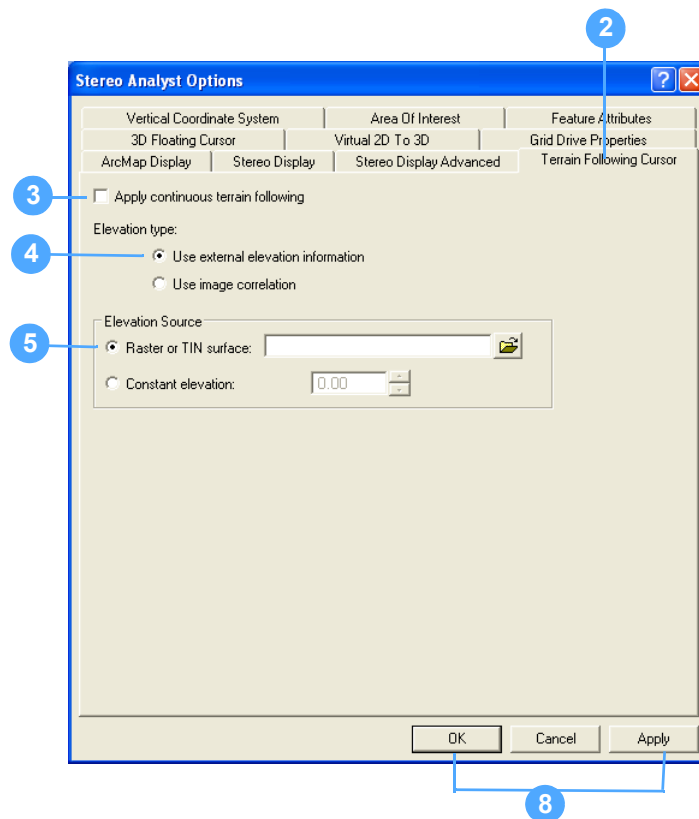 2
Stereo Analyst Options
Vertical Coordinate System Area Of Interest Feature Attributes
3D Floating Cursor Virtual 2D To 3D Grid Drive Properties
ArcMap Display Stereo Display Stereo Display Advanced Terrain Following Cursor
3 Apply continuous terrain following
Elevation type:
4 Use external elevation information
Use image correlation
Elevation Source
5 Raster or TIN surface:
Constant elevation: 0.00
OK Cancel Apply
8